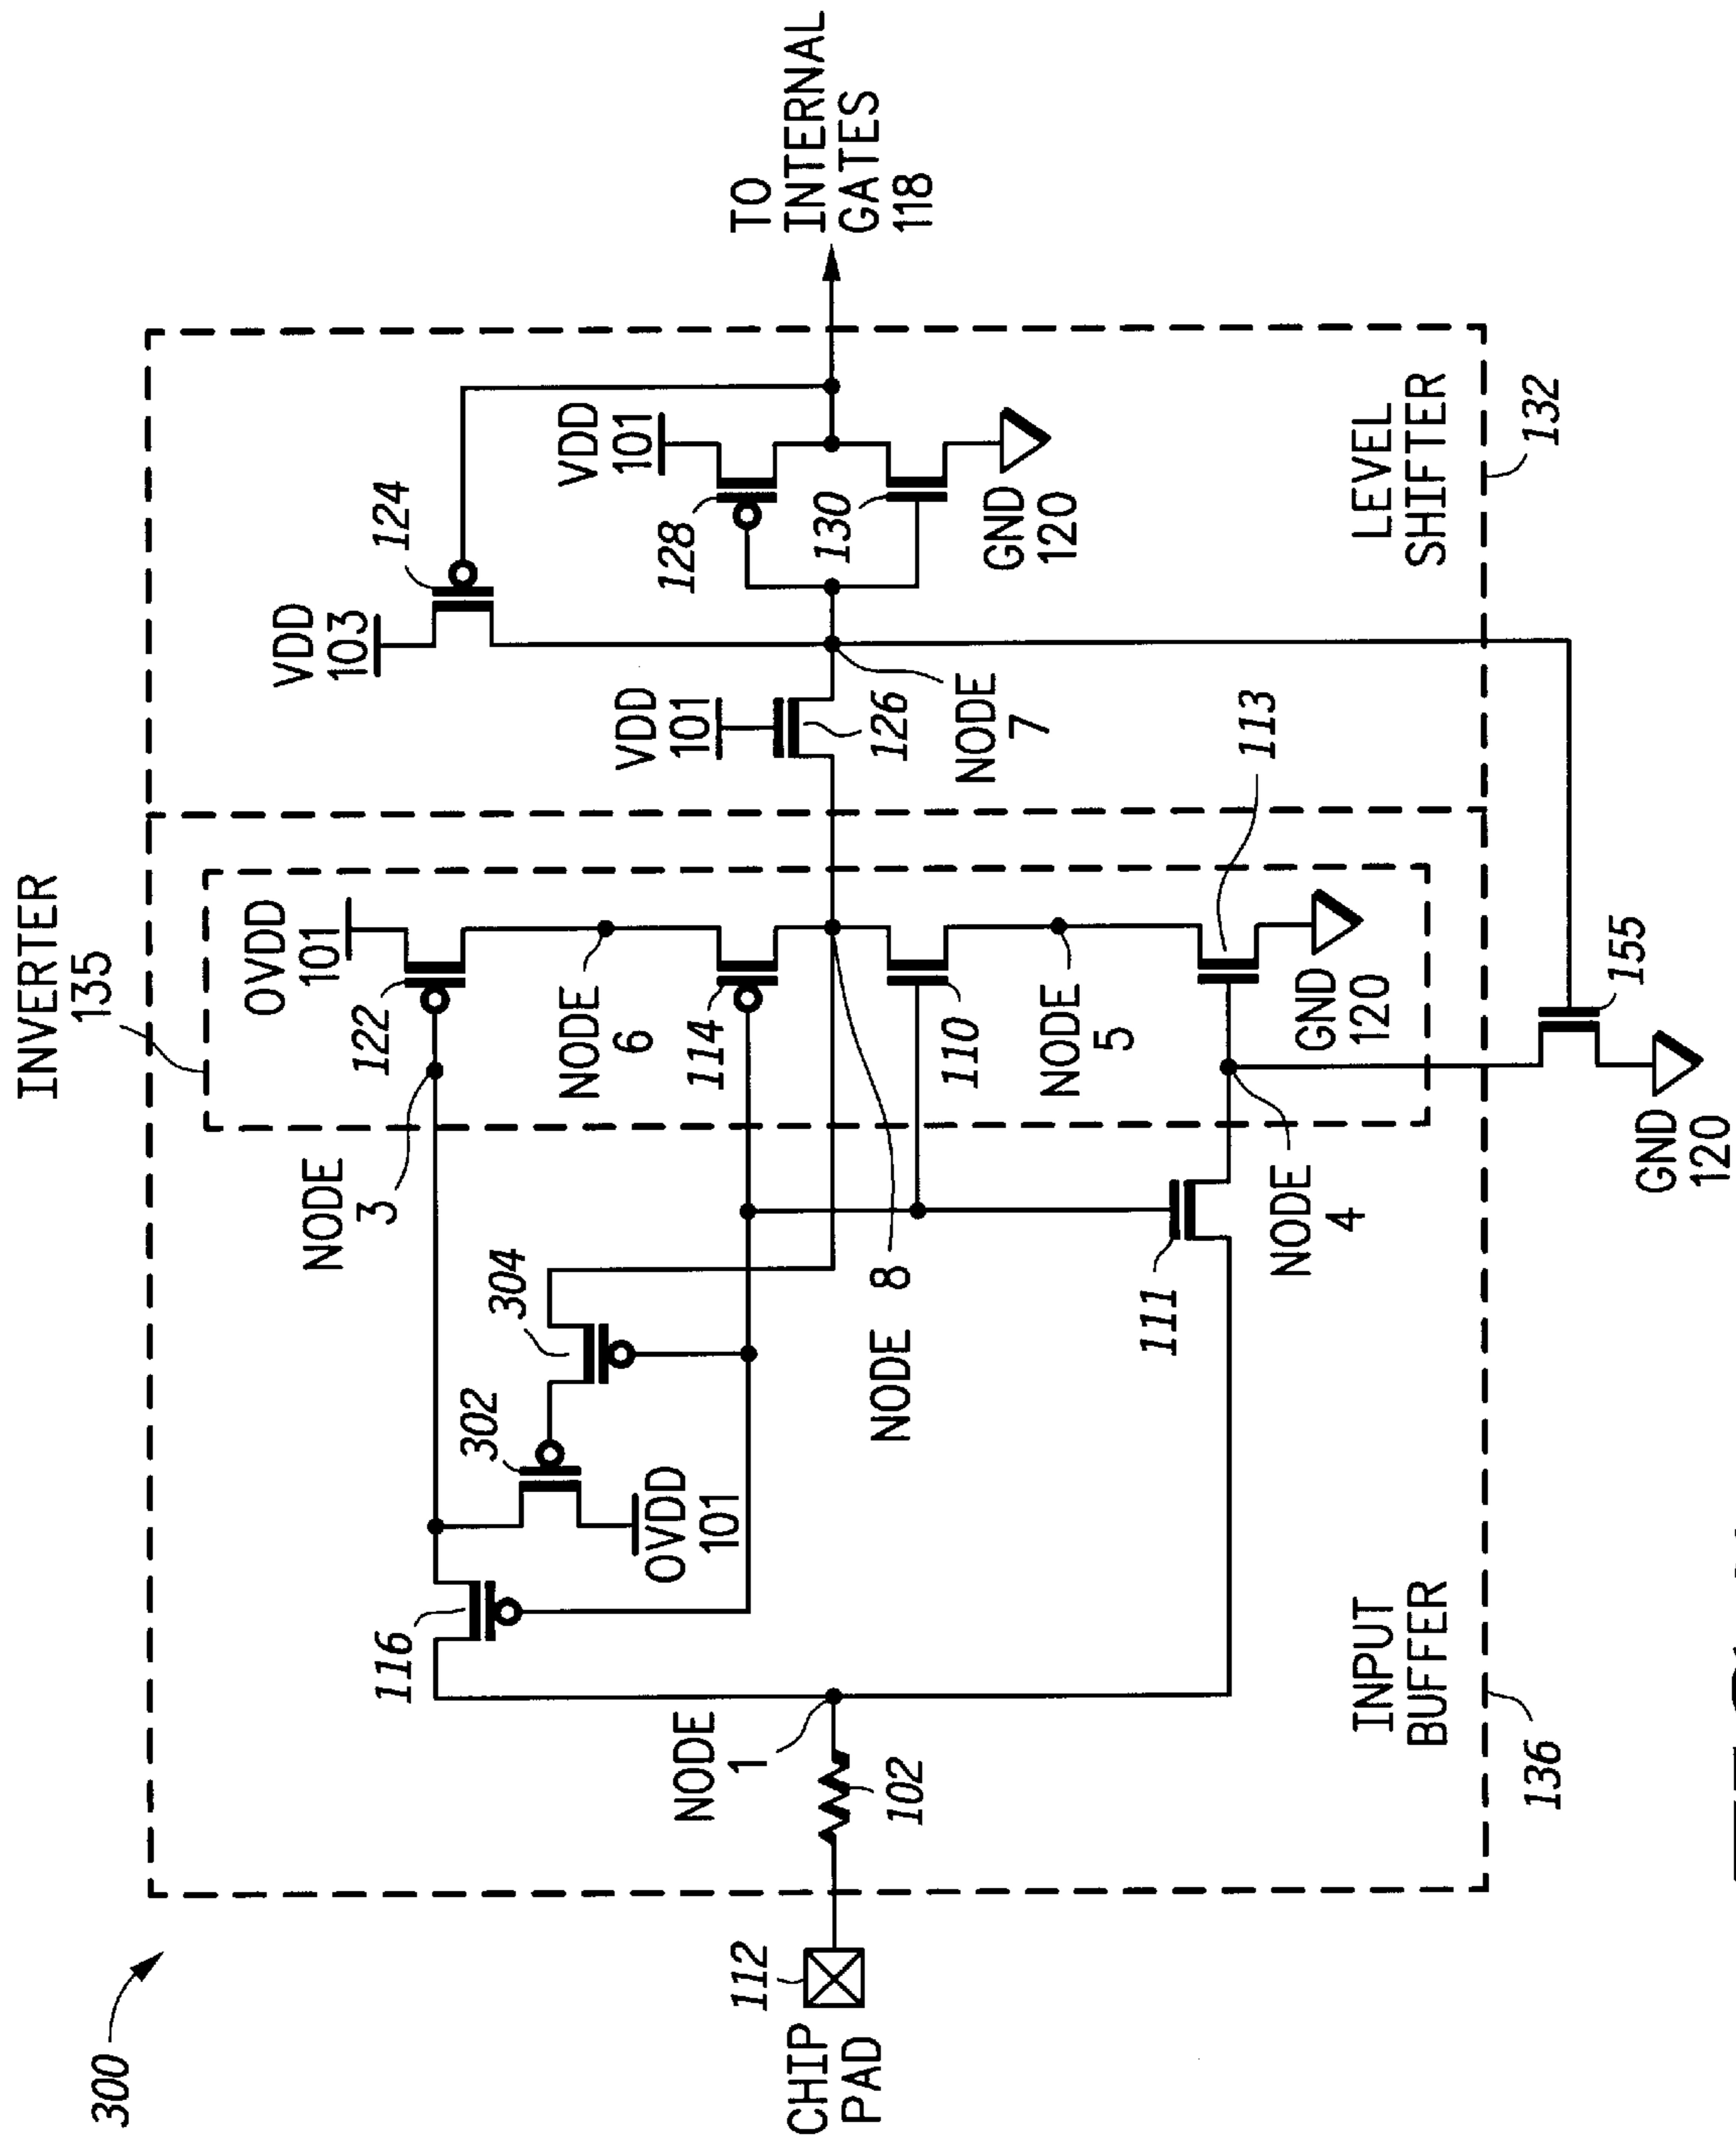 300
INVERTER
135
OVDD
101
122
NODE
3
NODE
6
114
304
302
OVDD
101
116
NODE
1
102
112
CHIP
PAD
NODE 8
110
NODE
5
GND
120
111
NODE
4
113
INPUT
BUFFER
136
155
GND
120
VDD
103
124
VDD
101
126
NODE
7
VDD
101
128
130
GND
120
LEVEL
SHIFTER
132
TO
INTERNAL
GATES
118